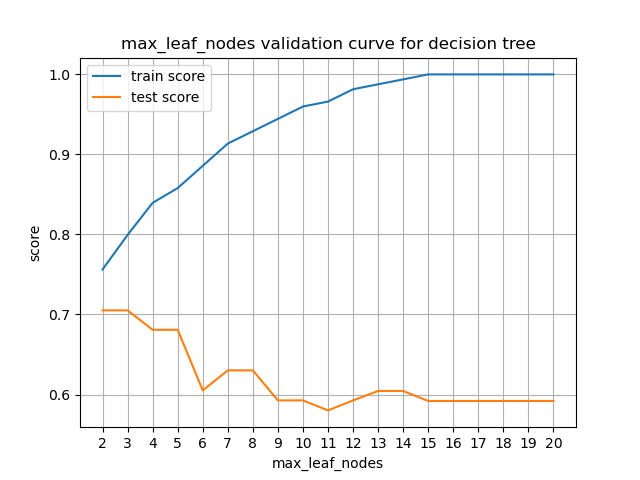 max_leaf_nodes validation curve for decision tree
train score
test score
1.0
0.9
0.8
0.7
0.6
score
2 3 4 5 6 7 8 9 10 11 12 13 14 15 16 17 18 19 20
max_leaf_nodes